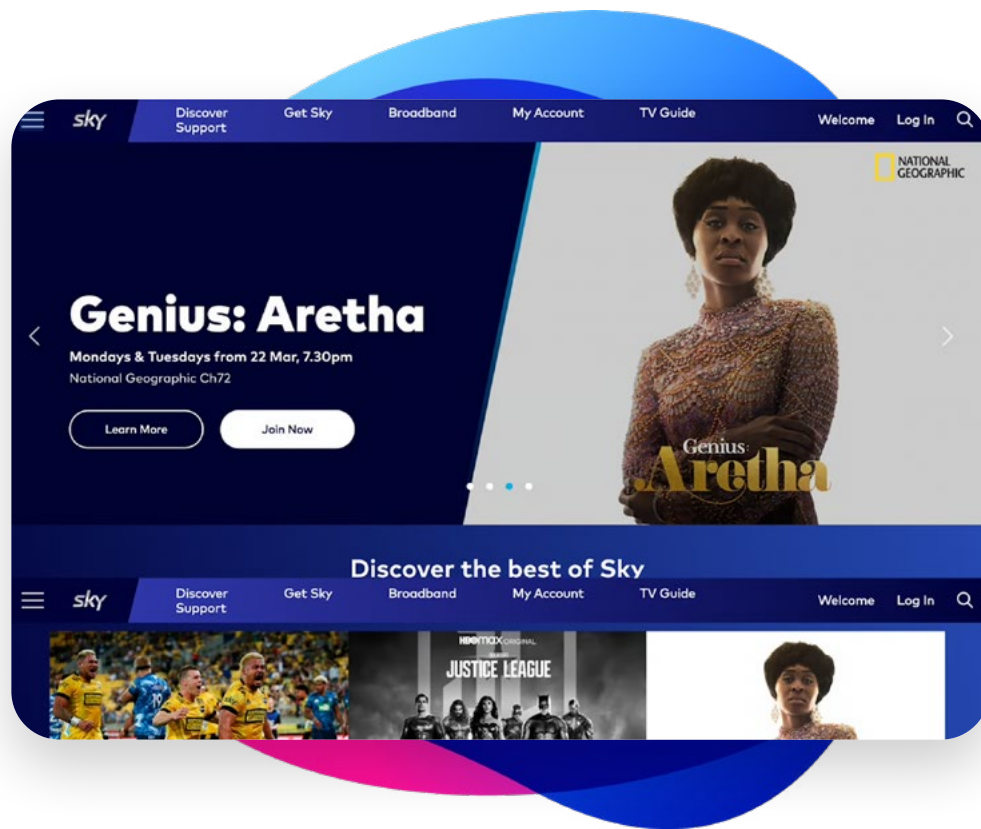 sky
Discover
Support
Get Sky
Broadband
My Account
TV Guide
Welcome
Log In
NATIONAL
GEOGRAPHIC
Genius: Aretha
Mondays & Tuesdays from 22 Mar, 7.30pm
National Geographic Ch72
Learn More
Join Now
Genius:
Aretha
Discover the best of Sky
sky
Discover
Support
Get Sky
Broadband
My Account
TV Guide
Welcome
Log In
HBOMAX ORIGINAL
JUSTICE LEAGUE
19